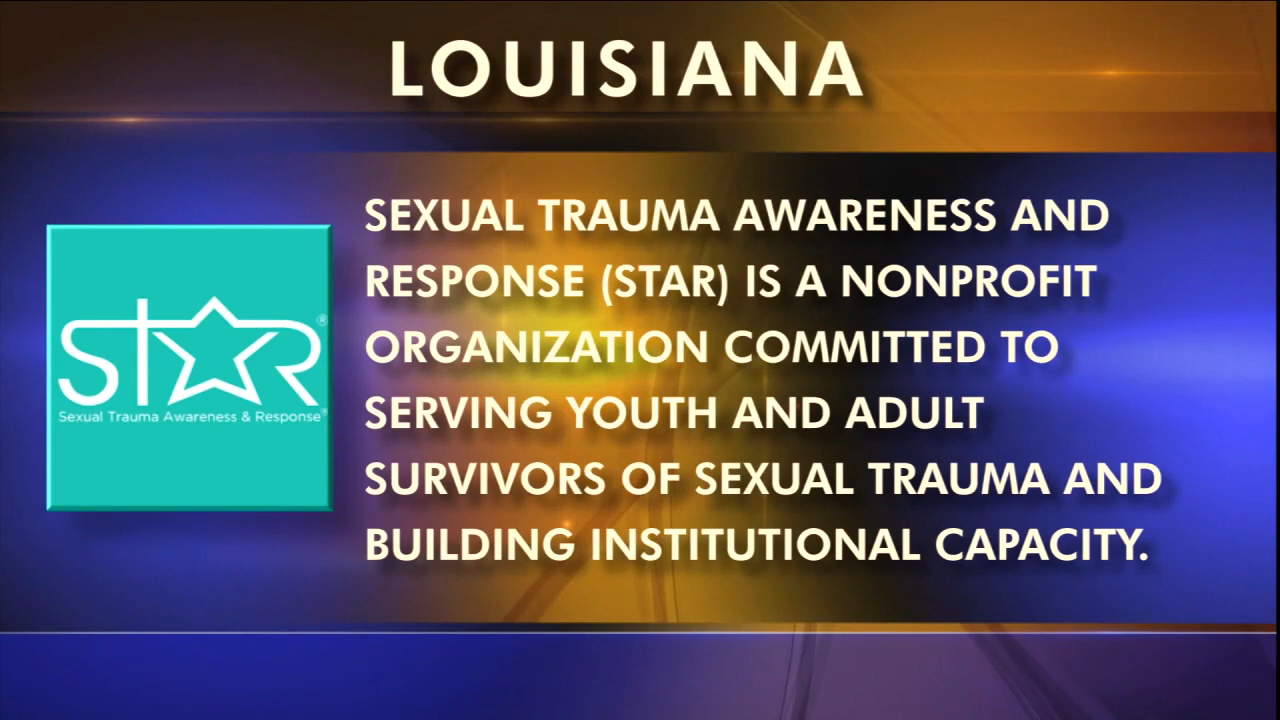 LOUISIANA
STAR®
Sexual Trauma Awareness & Response®
SEXUAL TRAUMA AWARENESS AND
RESPONSE (STAR) IS A NONPROFIT
ORGANIZATION COMMITTED TO
SERVING YOUTH AND ADULT
SURVIVORS OF SEXUAL TRAUMA AND
BUILDING INSTITUTIONAL CAPACITY.